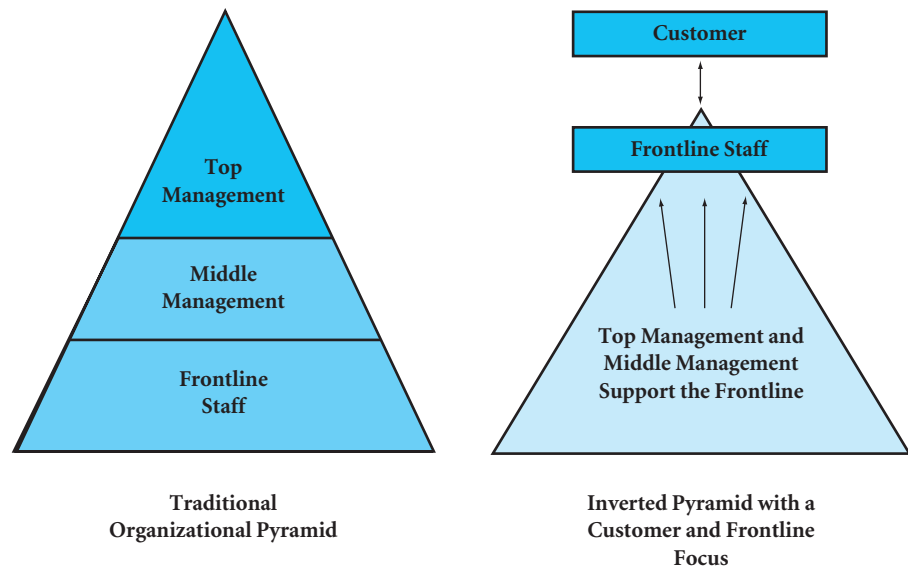 Top
Management
Middle
Management
Frontline
Staff
Traditional
Organizational Pyramid
Customer
Frontline Staff
Top Management and
Middle Management
Support the Frontline
Inverted Pyramid with a
Customer and Frontline
Focus